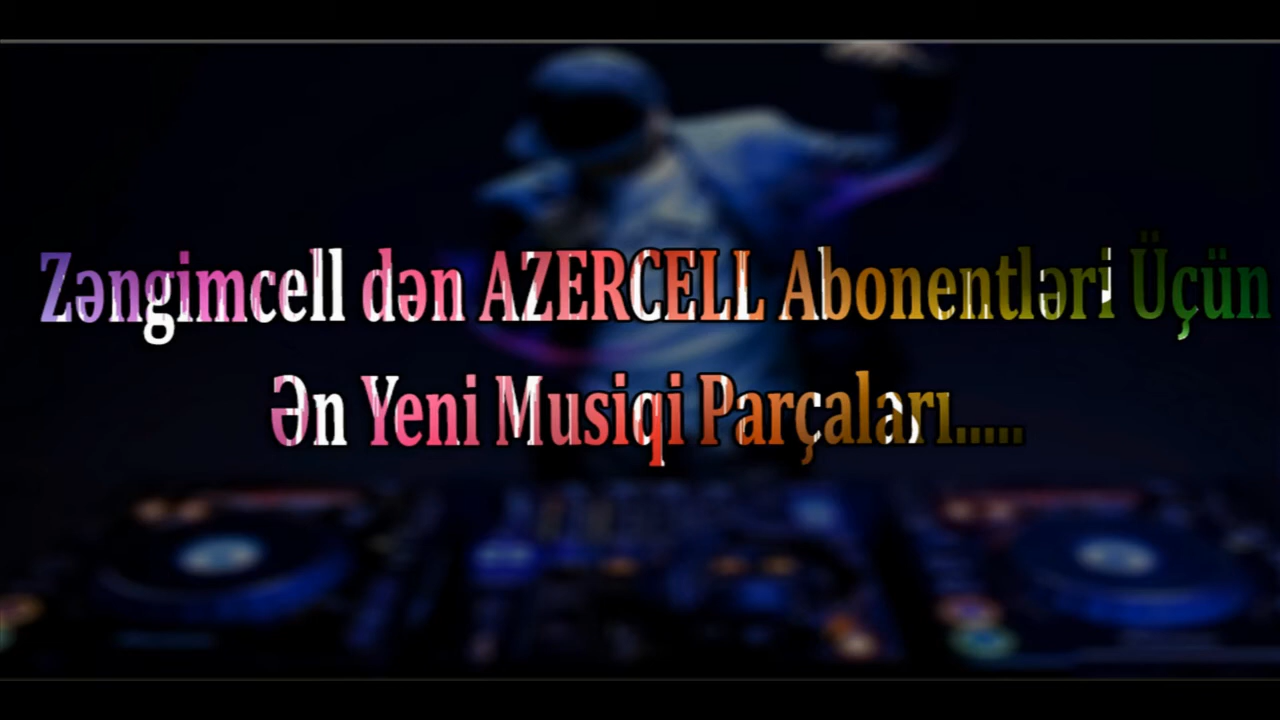 Zəngimcell dən AZERCELL Abonentləri Üçün
Ən Yeni Musiqi Parçaları.....